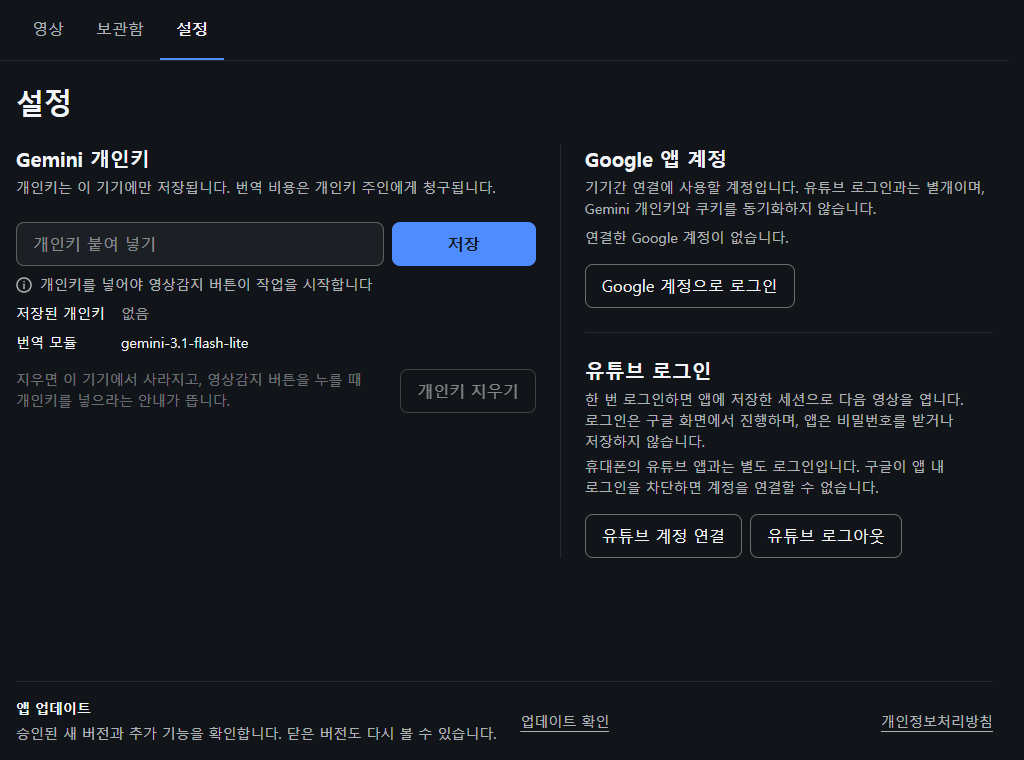 영상 보관함 설정
설정
Gemini 개인키
개인키는 이 기기에만 저장됩니다. 번역 비용은 개인키 주인에게 청구됩니다.
개인키 붙여 넣기
저장
개인키를 넣어야 영상감지 버튼이 작업을 시작합니다
저장된 개인키 없음
번역 모듈 gemini-3.1-flash-lite
지우면 이 기기에서 사라지고, 영상감지 버튼을 누를 때
개인키를 넣으라는 안내가 뜹니다.
개인키 지우기
Google 앱 계정
기기간 연결에 사용할 계정입니다. 유튜브 로그인과는 별개이며,
Gemini 개인키와 쿠키를 동기화하지 않습니다.
연결한 Google 계정이 없습니다.
Google 계정으로 로그인
유튜브 로그인
한 번 로그인하면 앱에 저장한 세션으로 다음 영상을 엽니다.
로그인은 구글 화면에서 진행하며, 앱은 비밀번호를 받거나
저장하지 않습니다.
휴대폰의 유튜브 앱과는 별도 로그인입니다. 구글이 앱 내
로그인을 차단하면 계정을 연결할 수 없습니다.
유튜브 계정 연결 유튜브 로그아웃
앱 업데이트
승인된 새 버전과 추가 기능을 확인합니다. 닫은 버전도 다시 볼 수 있습니다.
업데이트 확인
개인정보처리방침